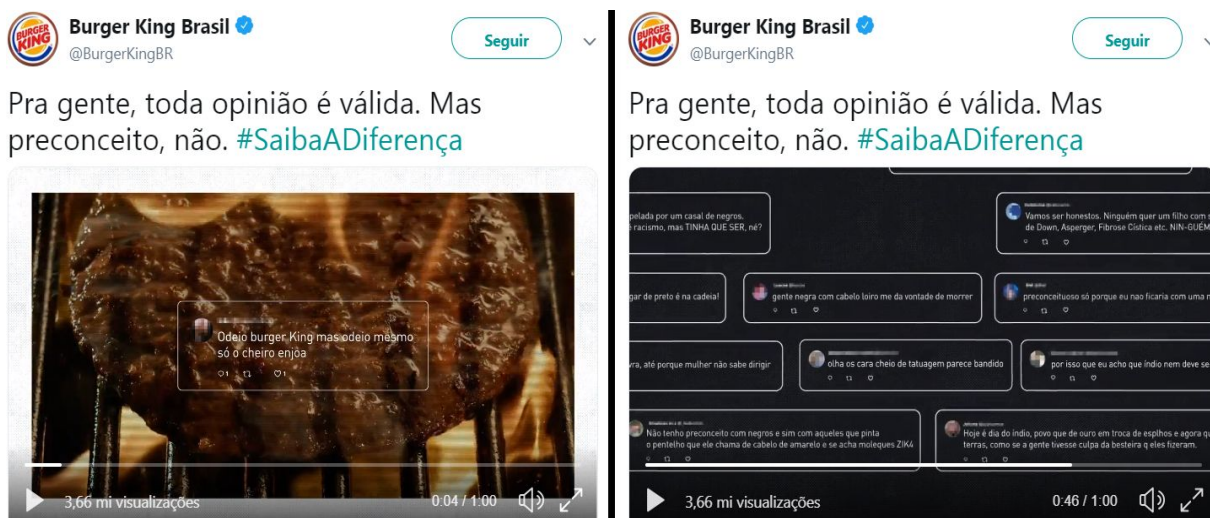 BURGER KING
Burger King Brasil
@BurgerKingBR
Seguir
Pra gente, toda opinião é válida. Mas
preconceito, não. #SaibaADiferença
Odeio burger King mas odeio mesmo
só o cheiro enjôa
1
1
3,66 mi visualizações
0:04 / 1:00
BURGER KING
Burger King Brasil
@BurgerKingBR
Seguir
Pra gente, toda opinião é válida. Mas
preconceito, não. #SaibaADiferença
pelada por um casal de negros.
racismo, mas TINHA QUE SER, né?
Vamos ser honestos. Ninguém quer um filho com s
de Down, Asperger, Fibrose Cística etc. NIN-GUÉM
gar de preto é na cadeia!
gente negra com cabelo loiro me da vontade de morrer
preconceituoso só porque eu nao ficaria com uma
vra, até porque mulher não sabe dirigir
olha os cara cheio de tatuagem parece bandido
por isso que eu acho que índio nem deve se
Não tenho preconceito com negros e sim com aqueles que pinta
o pentelho que ele chama de cabelo de amarelo e se acha moleques ZIK4
Hoje é dia do índio, povo que de ouro em troca de esplhos e agora qu
terras, como se a gente tivesse culpa da besteira q eles fizeram.
3,66 mi visualizações
0:46 / 1:00